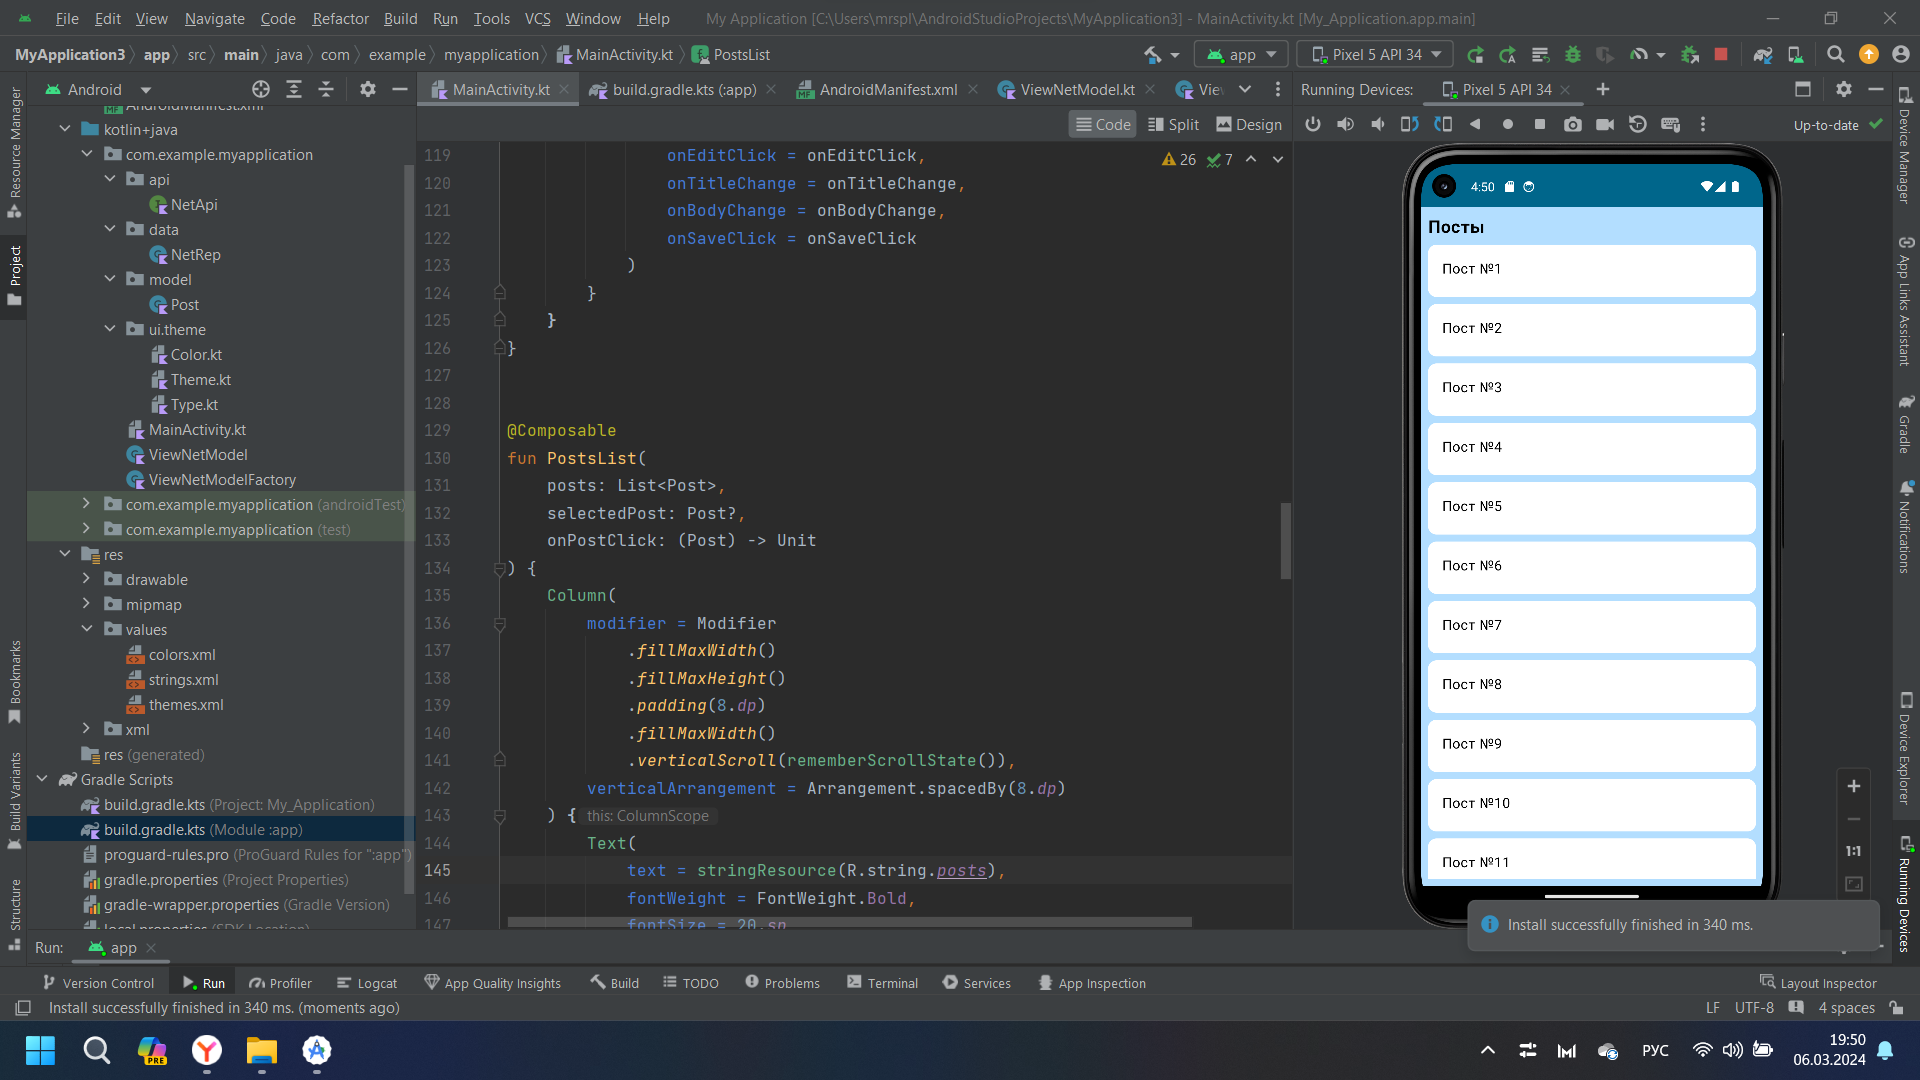 File Edit View Navigate Code Refactor Build Run Tools VCS Window Help My Application [C:\Users\mrspl\AndroidStudioProjects\MyApplication3] - MainActivity.kt [My_Application.app.main]
MyApplication3 app src main java com example myapplication MainActivity.kt PostsList app Pixel 5 API 34
Android
MainActivity.kt build.gradle.kts (:app) AndroidManifest.xml ViewNetModel.kt Vie
Running Devices: Pixel 5 API 34
Code Split Design
Up-to-date
Resource Manager
Project
Bookmarks
Build Variants
Structure
AndroidManifest.xml
kotlin+java
com.example.myapplication
api
NetApi
data
NetRep
model
Post
ui.theme
Color.kt
Theme.kt
Type.kt
MainActivity.kt
ViewNetModel
ViewNetModelFactory
com.example.myapplication (androidTest)
com.example.myapplication (test)
res
drawable
mipmap
values
colors.xml
strings.xml
themes.xml
xml
res (generated)
Gradle Scripts
build.gradle.kts (Project: My_Application)
build.gradle.kts (Module :app)
proguard-rules.pro (ProGuard Rules for ":app")
gradle.properties (Project Properties)
gradle-wrapper.properties (Gradle Version)
local.properties (SDK Location)
26 7
119 onEditClick = onEditClick,
120 onTitleChange = onTitleChange,
121 onBodyChange = onBodyChange,
122 onSaveClick = onSaveClick
123 )
124 }
125 }
126 }
127
128
129 @Composable
130 fun PostsList(
131 posts: List<Post>,
132 selectedPost: Post?,
133 onPostClick: (Post) -> Unit
134 ) {
135 Column(
136 modifier = Modifier
137 .fillMaxWidth()
138 .fillMaxHeight()
139 .padding(8.dp)
140 .fillMaxWidth()
141 .verticalScroll(rememberScrollState()),
142 verticalArrangement = Arrangement.spacedBy(8.dp)
143 ) { this: ColumnScope
144 Text(
145 text = stringResource(R.string.posts),
146 fontWeight = FontWeight.Bold,
147 fontSize = 20.sp
4:50
Посты
Пост №1
Пост №2
Пост №3
Пост №4
Пост №5
Пост №6
Пост №7
Пост №8
Пост №9
Пост №10
Пост №11
1:1
Install successfully finished in 340 ms.
Device Manager
App Links Assistant
Gradle
Notifications
Device Explorer
Running Devices
Run: app
Version Control Run Profiler Logcat App Quality Insights Build TODO Problems Terminal Services App Inspection Layout Inspector
Install successfully finished in 340 ms. (moments ago) LF UTF-8 4 spaces
PRE
РУС
19:50
06.03.2024